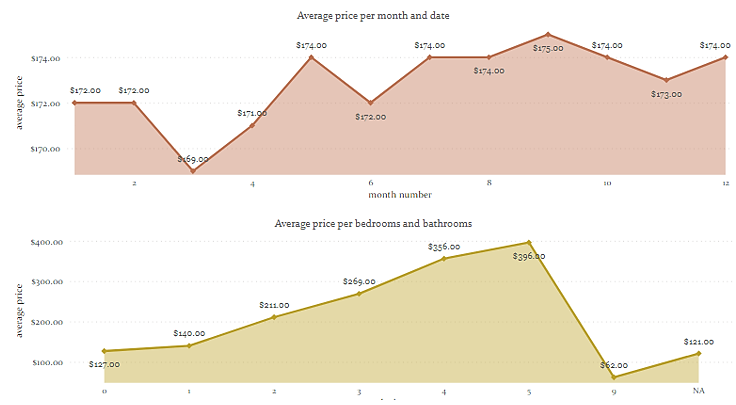 Average price per month and date
$174.00
$172.00
$170.00
average price
$172.00 $172.00 $169.00 $171.00 $174.00 $172.00 $174.00 $174.00 $175.00 $174.00 $173.00 $174.00
2 4 6 8 10 12
month number
Average price per bedrooms and bathrooms
$400.00
$300.00
$200.00
$100.00
average price
$127.00 $140.00 $211.00 $269.00 $356.00 $396.00 $62.00 $121.00
0 1 2 3 4 5 9 NA